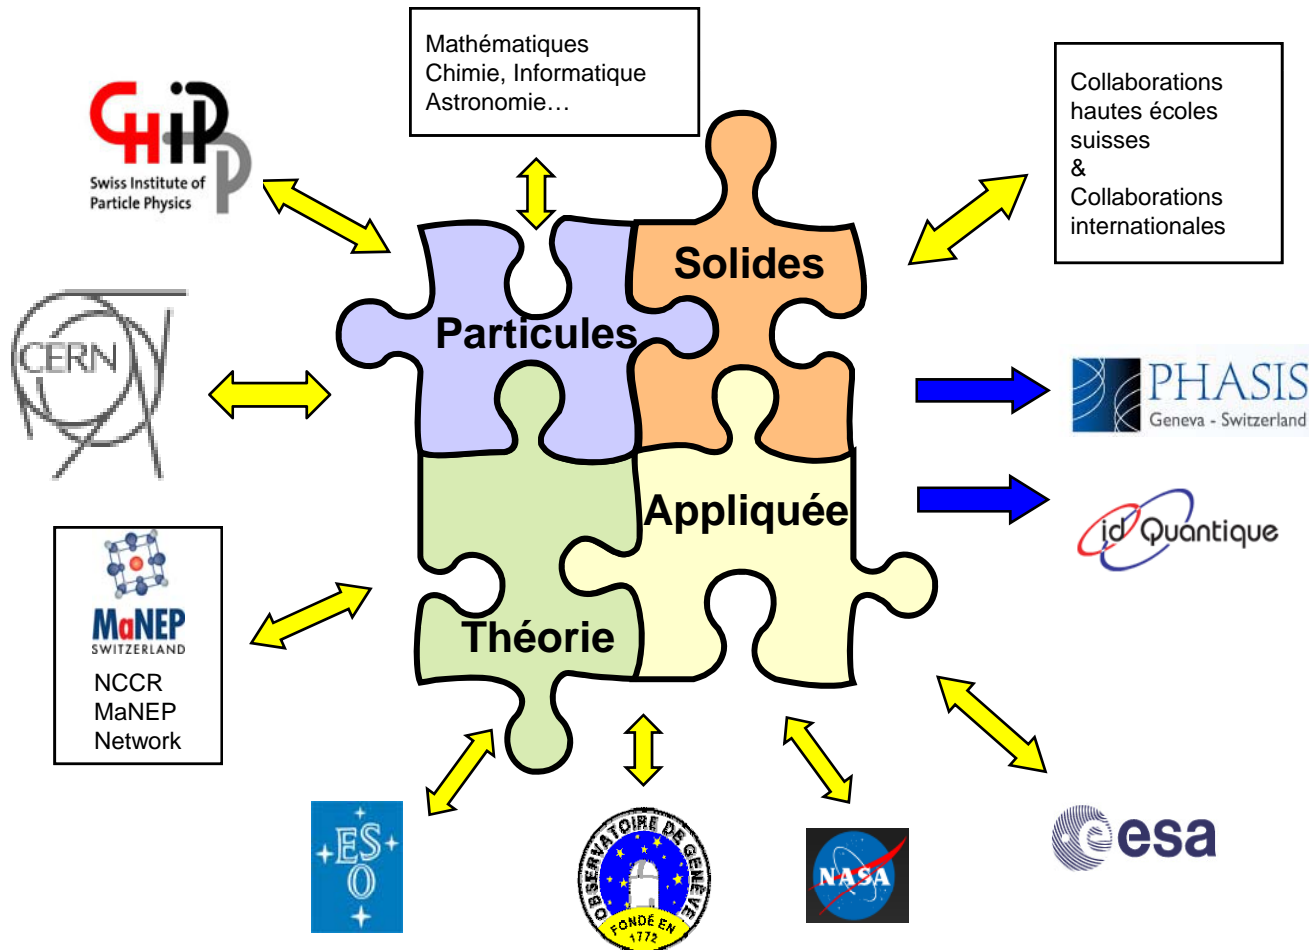 Mathématiques
Chimie, Informatique
Astronomie…
Collaborations
hautes écoles
suisses
&
Collaborations
internationales
CHiPP
Swiss Institute of
Particle Physics
Solides
Particules
CERN
PHASIS
Geneva - Switzerland
Appliquée
id Quantique
MaNEP
SWITZERLAND
NCCR
MaNEP
Network
Théorie
ES
O
OBSERVATOIRE DE GENÈVE
FONDÉ EN
1772
NASA
esa